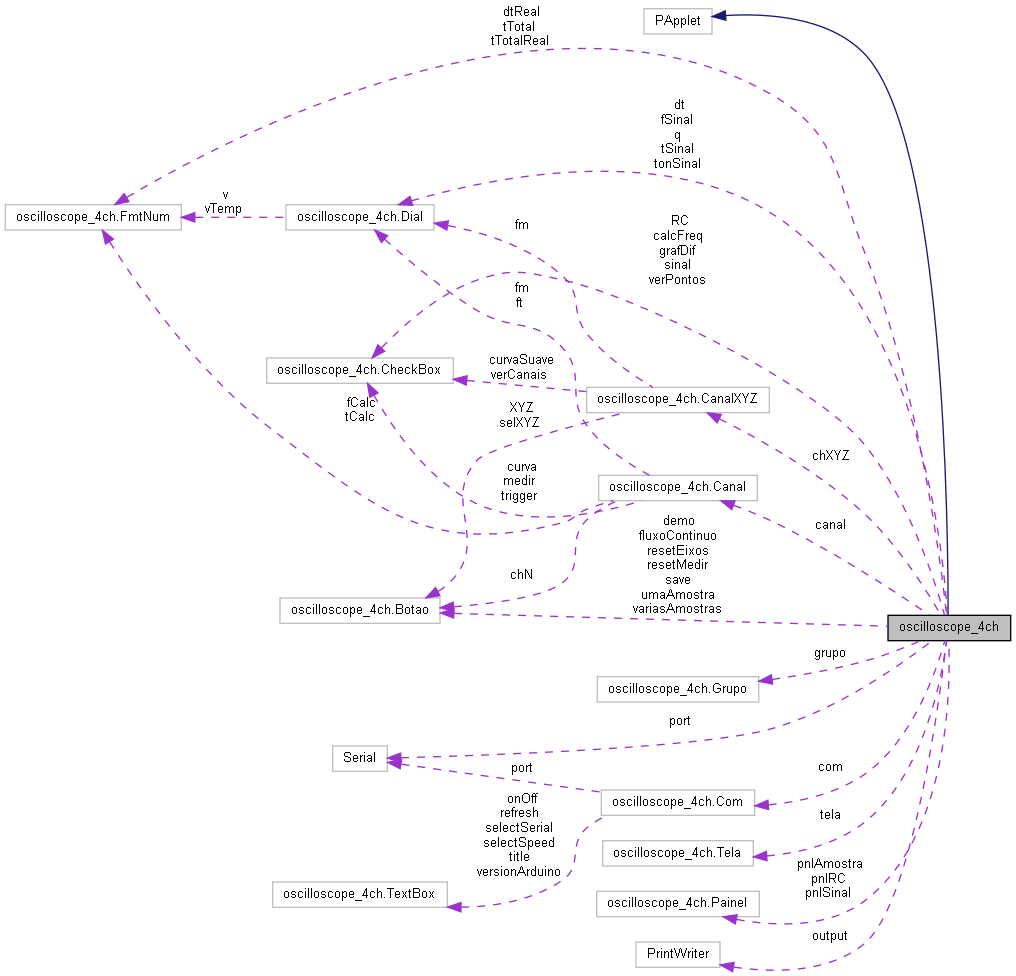 dtReal
tTotal
tTotalReal
PApplet
dt
fSinal
q
tSinal
tonSinal
v
vTemp
oscilloscope_4ch.FmtNum
oscilloscope_4ch.Dial
fm
RC
calcFreq
grafDif
sinal
verPontos
fm
ft
oscilloscope_4ch.CheckBox
curvaSuave
verCanais
oscilloscope_4ch.CanalXYZ
fCalc
tCalc
XYZ
selXYZ
chXYZ
curva
medir
trigger
oscilloscope_4ch.Canal
canal
demo
fluxoContinuo
resetEixos
resetMedir
save
umaAmostra
variasAmostras
chN
oscilloscope_4ch.Botao
oscilloscope_4ch
grupo
oscilloscope_4ch.Grupo
port
Serial
port
com
oscilloscope_4ch.Com
onOff
refresh
selectSerial
selectSpeed
title
versionArduino
tela
oscilloscope_4ch.Tela
pnlAmostra
pnlRC
pnlSinal
oscilloscope_4ch.TextBox
oscilloscope_4ch.Painel
output
PrintWriter